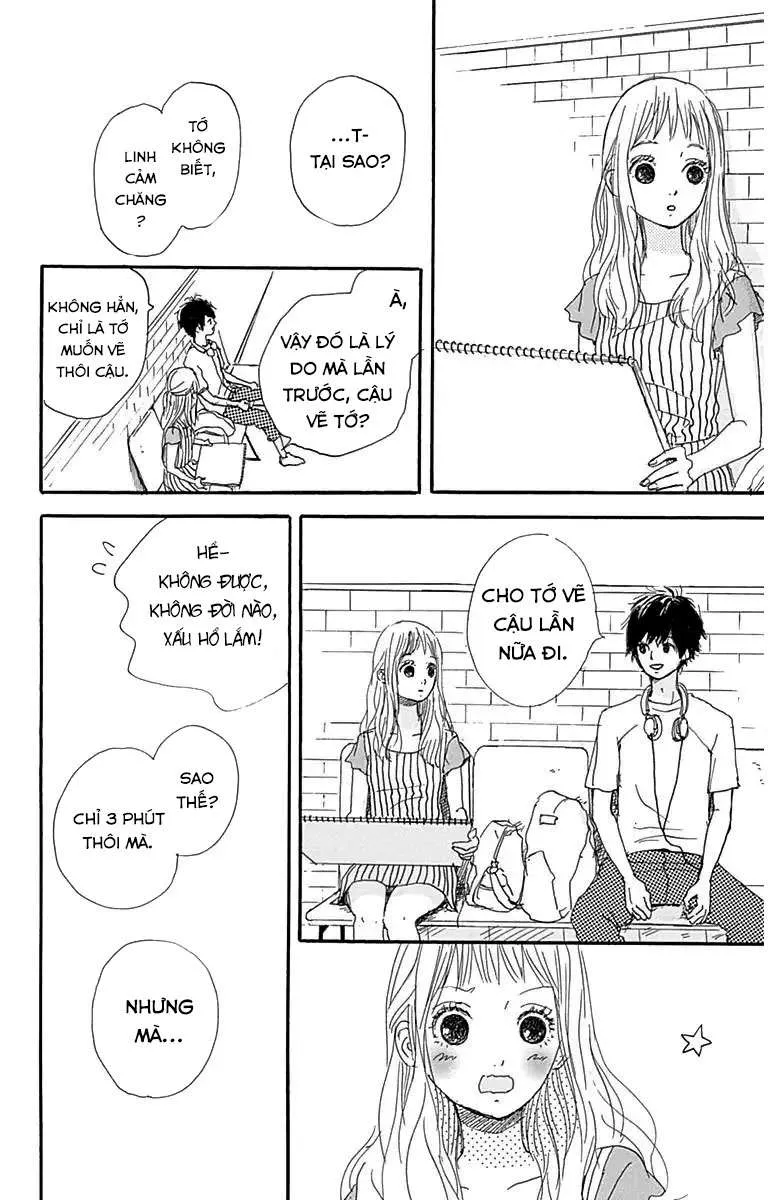 ...T-
TẠI SAO?
TỚ
KHÔNG
BIẾT,
LINH
CẢM
CHĂNG
?
À,
VẬY ĐÓ LÀ LÝ
DO MÀ LẦN
TRƯỚC, CẬU
VẼ TỚ?
KHÔNG HẲN,
CHỈ LÀ TỚ
MUỐN VẼ
THÔI CẬU.
CHO TỚ VẼ
CẬU LẦN
NỮA ĐI.
HỀ-
KHÔNG ĐƯỢC,
KHÔNG ĐỜI NÀO,
XẤU HỔ LẮM!
SAO
THẾ?
CHỈ 3 PHÚT
THÔI MÀ.
NHƯNG
MÀ...